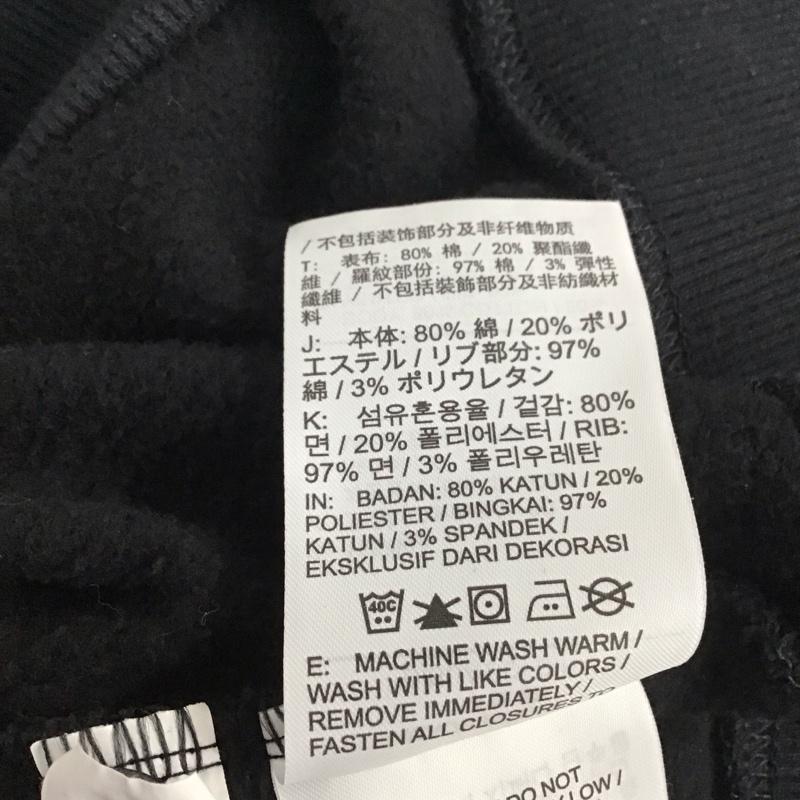 / 不包括装饰部分及非纤维物质
T: 表布: 80% 棉 / 20% 聚酯纖
維 / 羅紋部份: 97% 棉 / 3% 彈性
纖維 / 不包括裝飾部分及非紡織材
料
J: 本体: 80% 綿 / 20% ポリ
エステル / リブ部分: 97%
綿 / 3% ポリウレタン
K: 섬유혼용율 / 겉감: 80%
면 / 20% 폴리에스터 / RIB:
97% 면 / 3% 폴리우레탄
IN: BADAN: 80% KATUN / 20%
POLIESTER / BINGKAI: 97%
KATUN / 3% SPANDEK /
EKSKLUSIF DARI DEKORASI
40C
E: MACHINE WASH WARM /
WASH WITH LIKE COLORS /
REMOVE IMMEDIATELY /
FASTEN ALL CLOSURES TO
DO NOT
LOW /